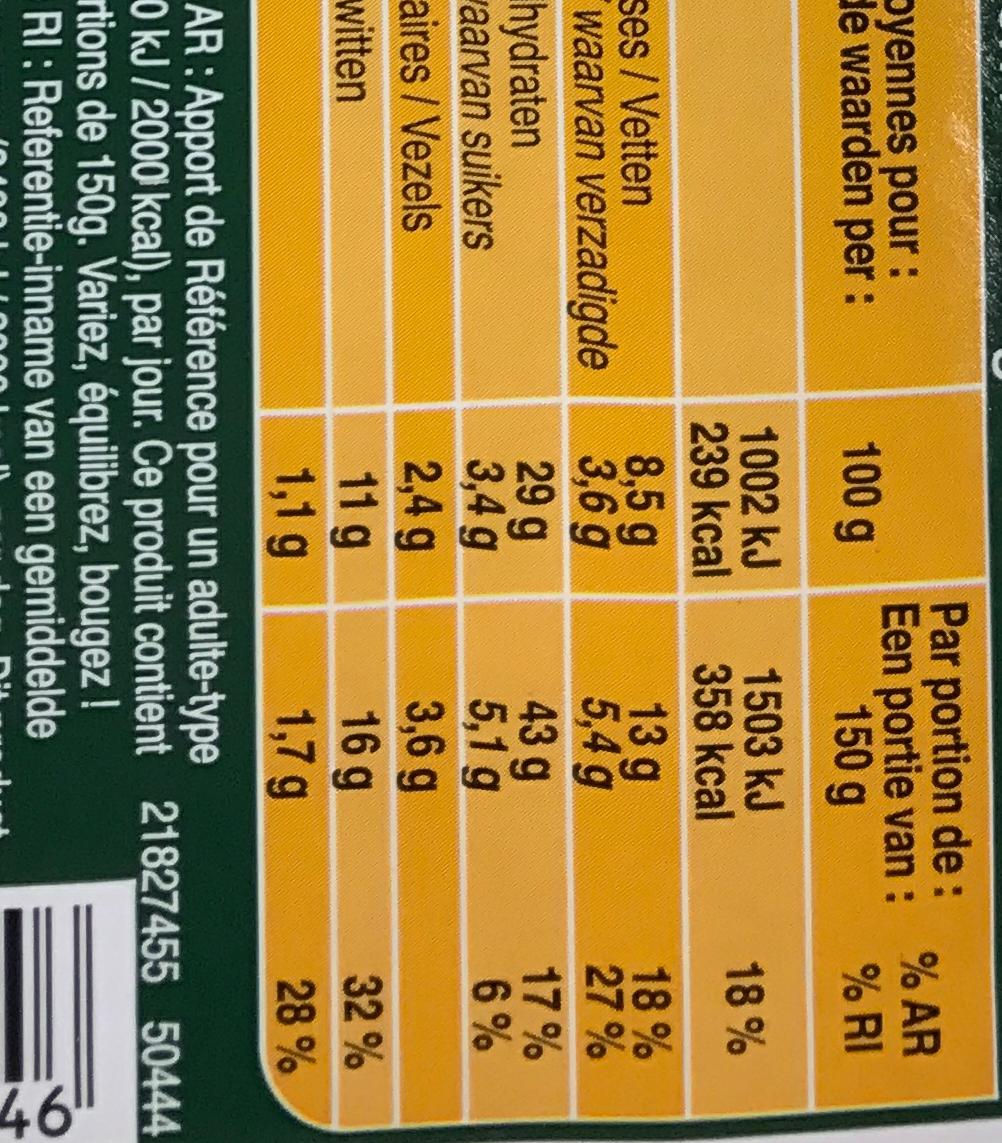 oyennes pour :
de waarden per :
100 g
Par portion de :
Een portie van :
150 g
% AR
% RI
1002 kJ
239 kcal
1503 kJ
358 kcal
18 %
ses / Vetten 8,5 g 13 g 18 %
waarvan verzadigde 3,6 g 5,4 g 27 %
hydraten 29 g 43 g 17 %
aarvan suikers 3,4 g 5,1 g 6 %
aires / Vezels 2,4 g 3,6 g
witten 11 g 16 g 32 %
1,1 g 1,7 g 28 %
AR : Apport de Référence pour un adulte-type
0 kJ / 2000 kcal), par jour. Ce produit contient
rtions de 150g. Variez, équilibrez, bougez !
RI : Referentie-inname van een gemiddelde
21827455 50444
46